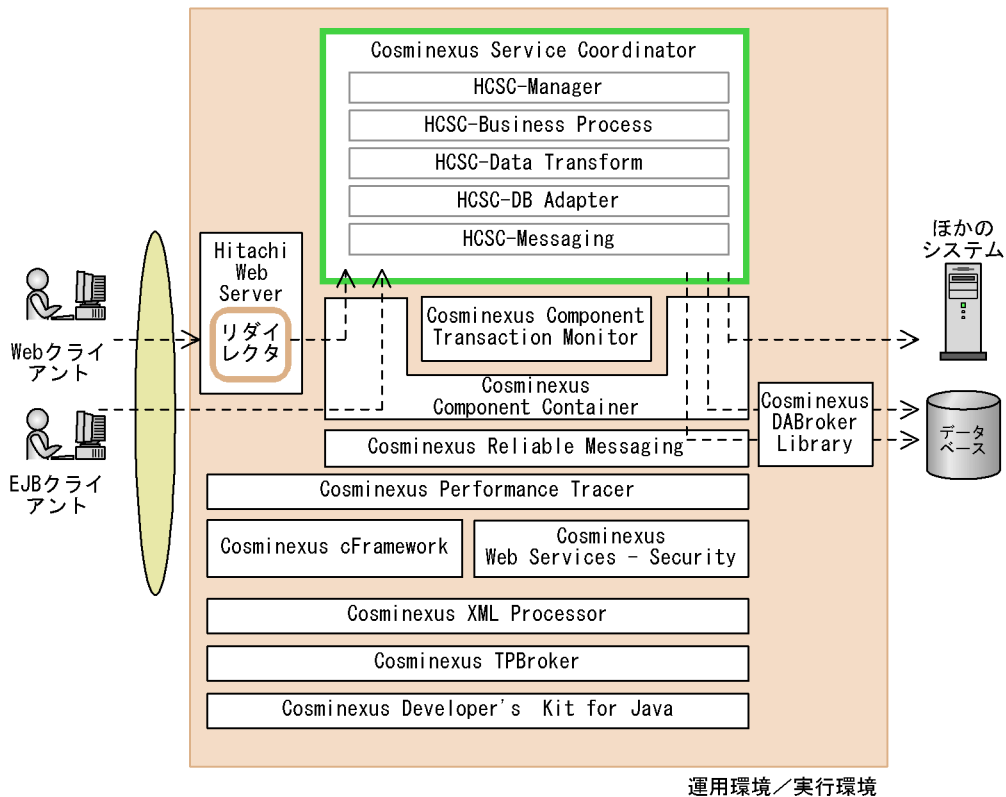 Cosminexus Service Coordinator
HCSC-Manager
HCSC-Business Process
HCSC-Data Transform
HCSC-DB Adapter
HCSC-Messaging
Hitachi
Web
Server
リダイ
レクタ
Webクライ
アント
EJBクライ
アント
Cosminexus Component
Transaction Monitor
Cosminexus
Component Container
Cosminexus
DABroker
Library
ほかの
システム
データ
ベース
Cosminexus Reliable Messaging
Cosminexus Performance Tracer
Cosminexus cFramework
Cosminexus
Web Services - Security
Cosminexus XML Processor
Cosminexus TPBroker
Cosminexus Developer's Kit for Java
運用環境／実行環境